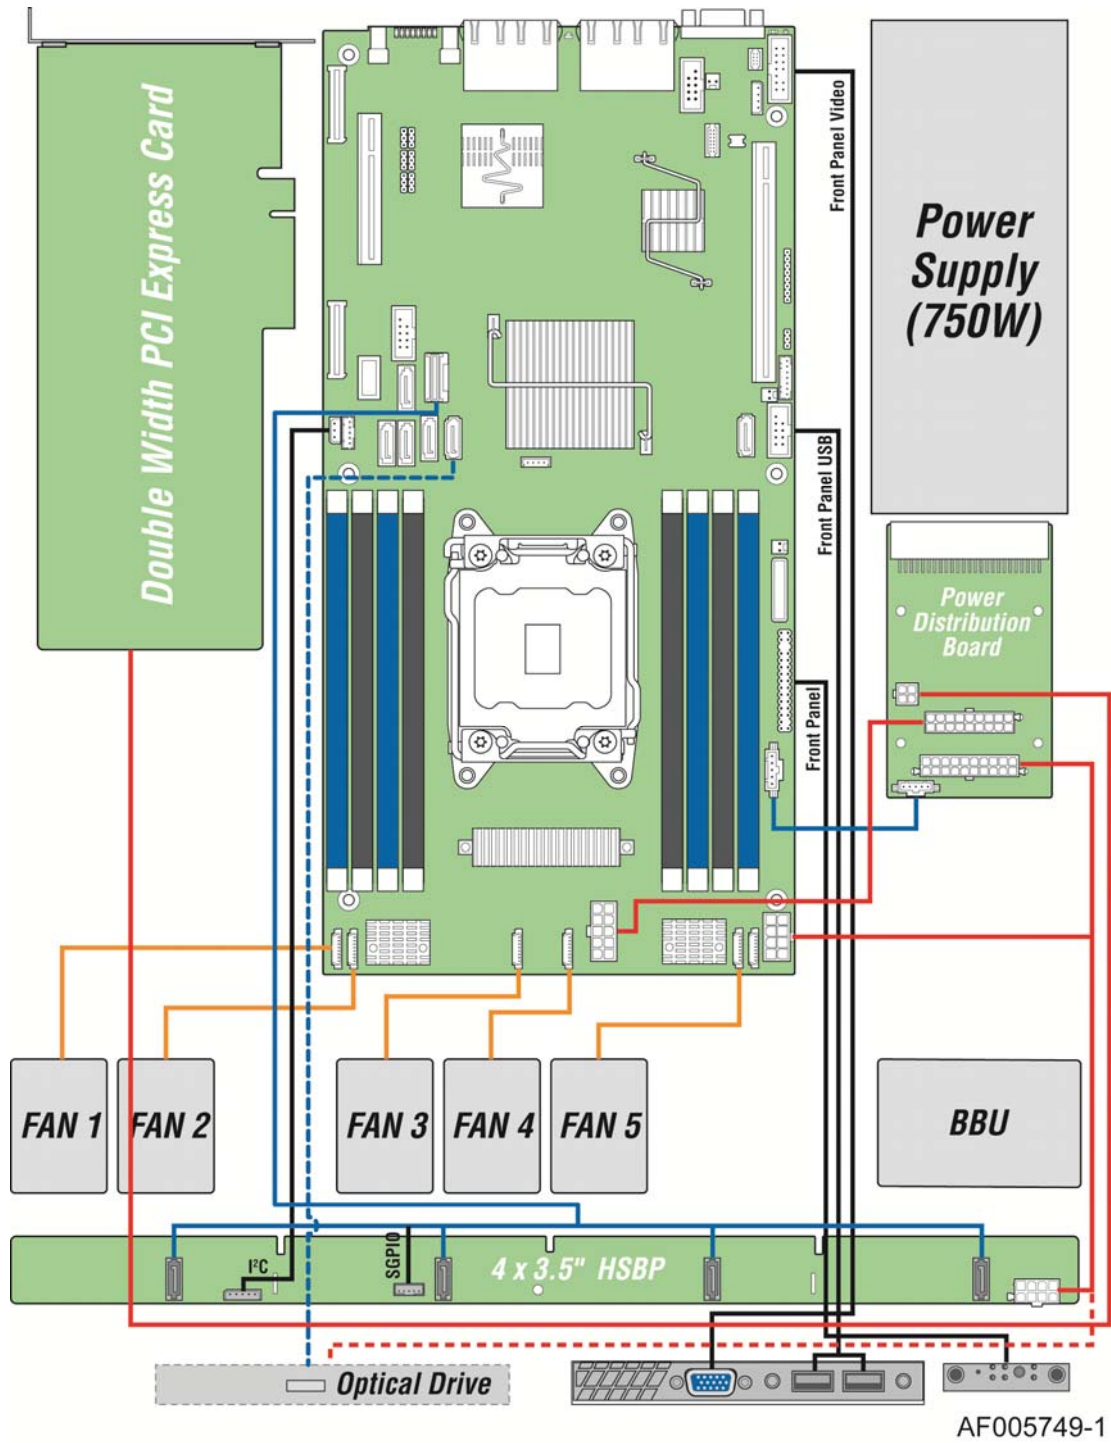 Double Width PCI Express Card
Front Panel Video
Power
Supply
(750W)
Front Panel USB
Power
Distribution
Board
Front Panel
FAN 1
FAN 2
FAN 3
FAN 4
FAN 5
BBU
I²C
SGPIO
4 x 3.5" HSBP
Optical Drive
AF005749-1